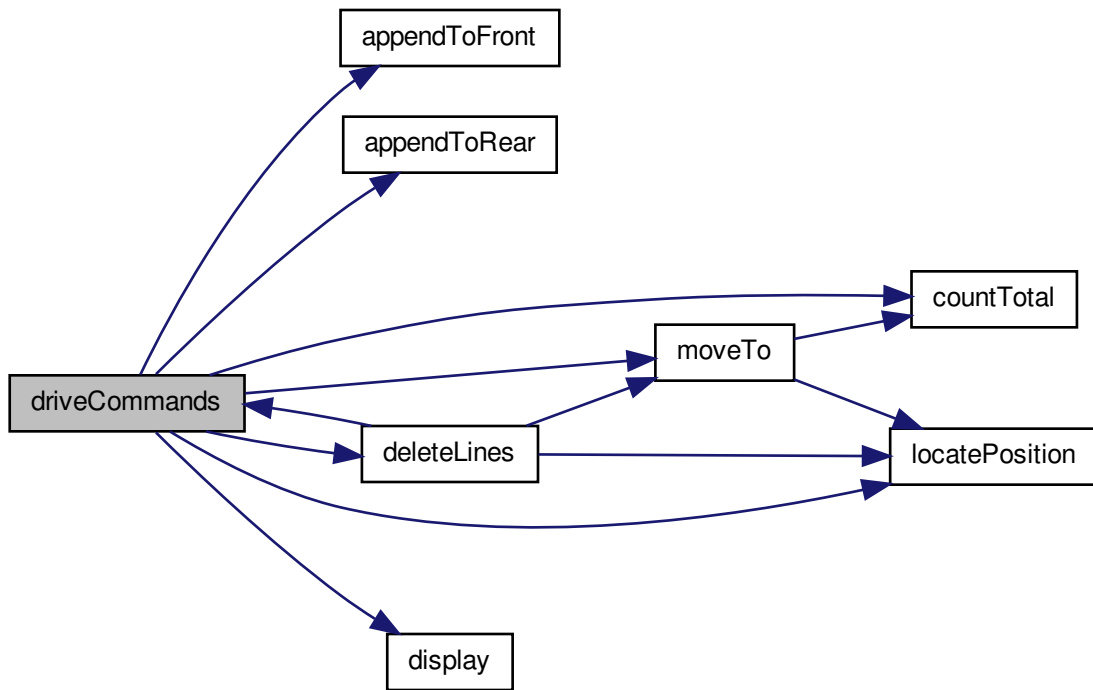 appendToFront
appendToRear
countTotal
moveTo
driveCommands
deleteLines
locatePosition
display